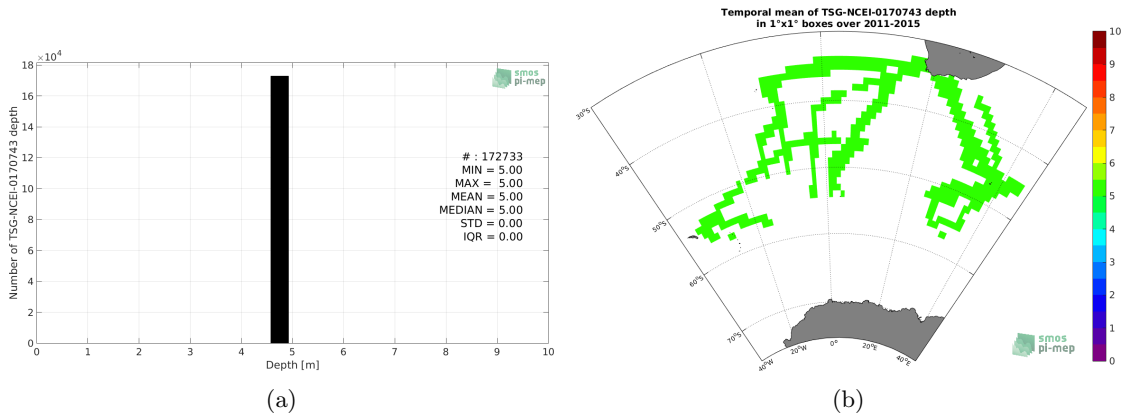 ×10⁴
18
16
14
12
10
8
6
4
2
0
Number of TSG-NCEI-0170743 depth
smos
pi-mep
# : 172733
MIN = 5.00
MAX = 5.00
MEAN = 5.00
MEDIAN = 5.00
STD = 0.00
IQR = 0.00
0 1 2 3 4 5 6 7 8 9 10
Depth [m]
(a)
Temporal mean of TSG-NCEI-0170743 depth
in 1°x1° boxes over 2011-2015
30°S
40°S
50°S
60°S
70°S
40°W
20°W
0°
20°E
40°E
smos
pi-mep
10
9
8
7
6
5
4
3
2
1
0
(b)